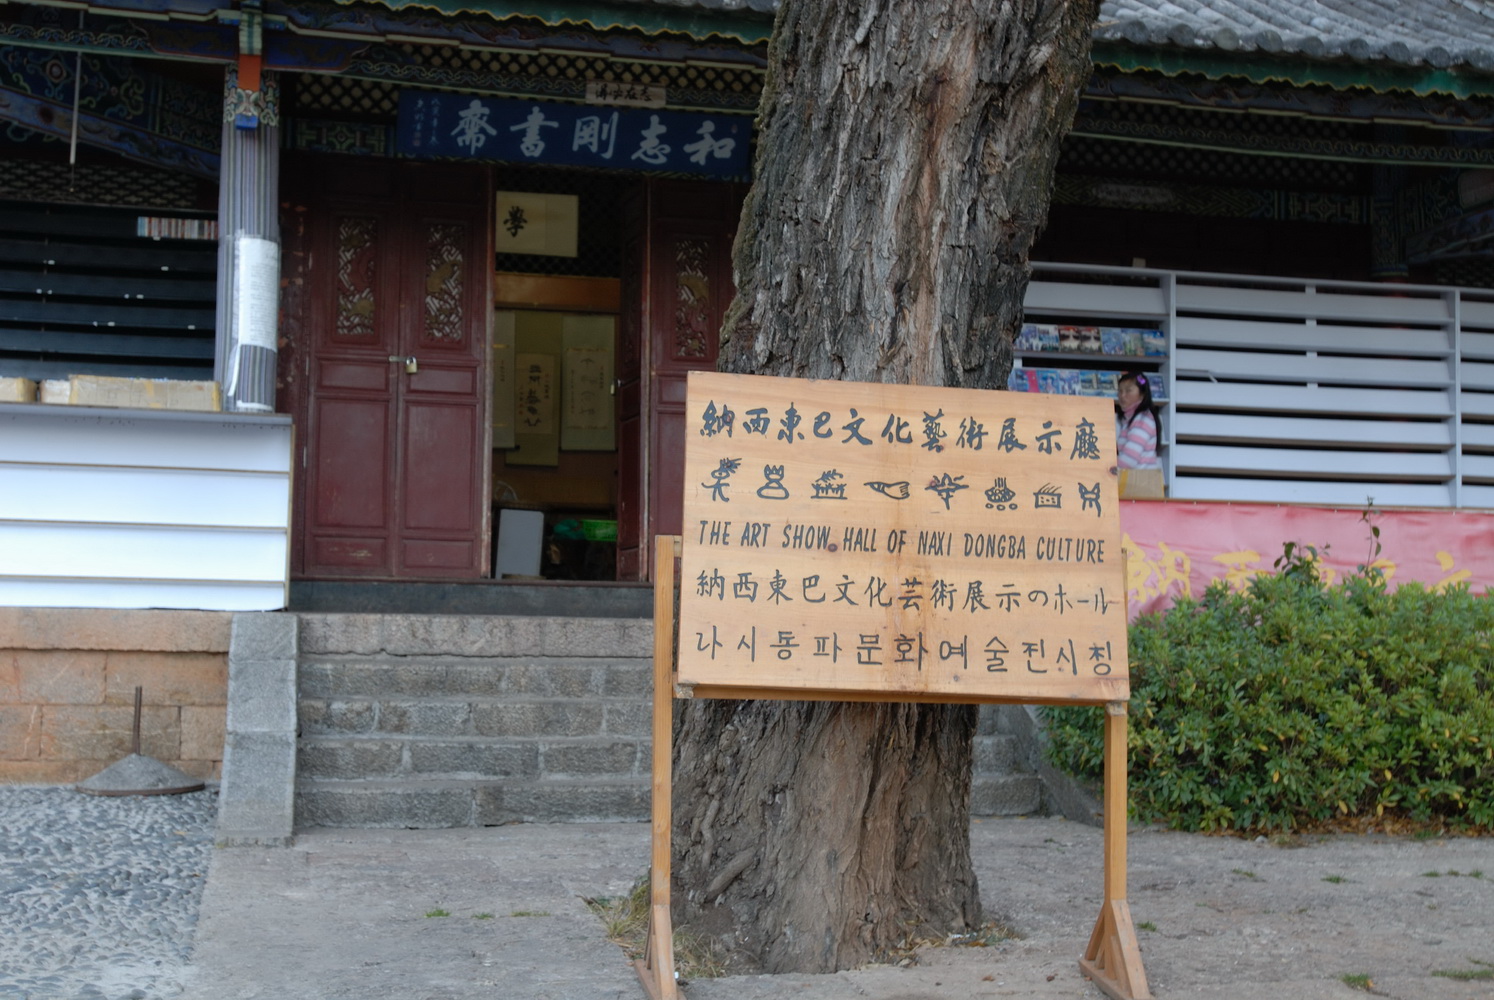 和志剛書齋
學
納西東巴文化藝術展示廳
THE ART SHOW HALL OF NAXI DONGBA CULTURE
納西東巴文化芸術展示のホール
나시동파문화예술진시칭